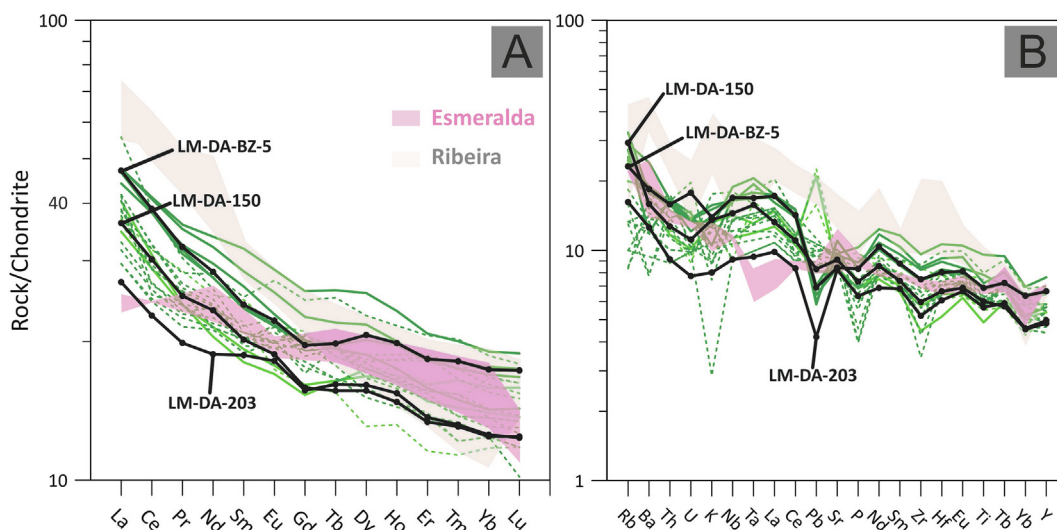 100
100
A
B
LM-DA-150
Esmeralda
LM-DA-BZ-5
LM-DA-BZ-5
Ribeira
40
LM-DA-150
10
Rock/Chondrite
LM-DA-203
LM-DA-203
10
1
La Ce Pr Nd Sm Eu Gd Tb Dy Ho Er Tm Yb Lu
Rb Ba Th U K Nb Ta La Ce Pb Sr P Nd Sm Zr Hf Eu Ti Tb Yb Y